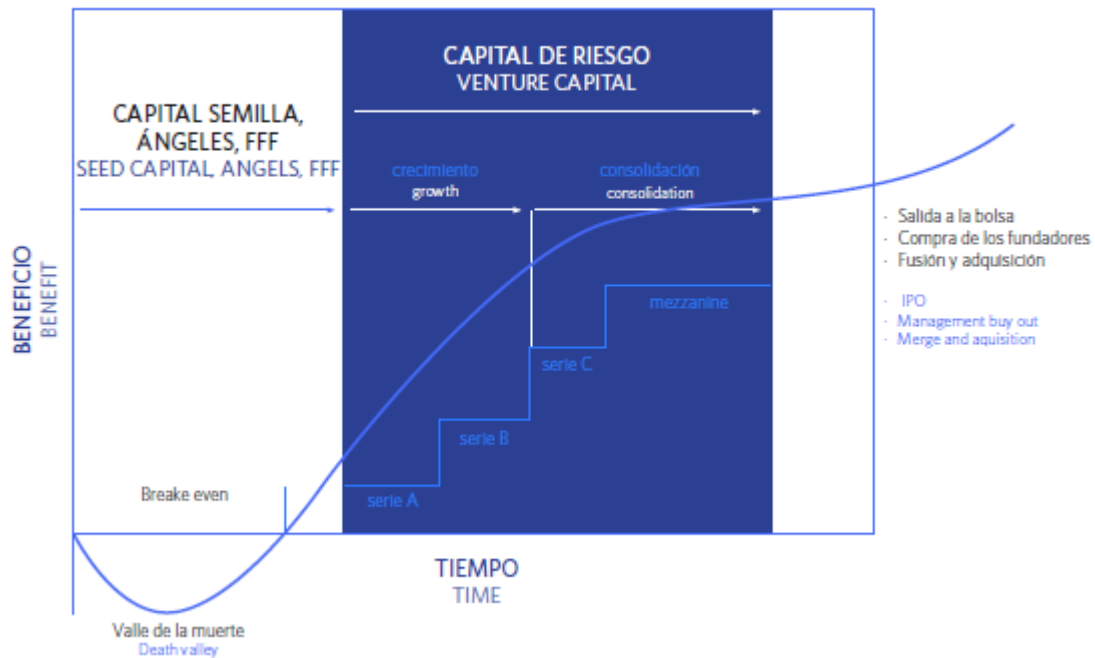 CAPITAL DE RIESGO
VENTURE CAPITAL
CAPITAL SEMILLA,
ÁNGELES, FFF
SEED CAPITAL, ANGELS, FFF
crecimiento
growth
consolidación
consolidation
BENEFICIO
BENEFIT
· Salida a la bolsa
· Compra de los fundadores
· Fusión y adquisición
· IPO
· Management buy out
· Merge and aquisition
mezzanine
serie C
serie B
serie A
Breake even
TIEMPO
TIME
Valle de la muerte
Death valley